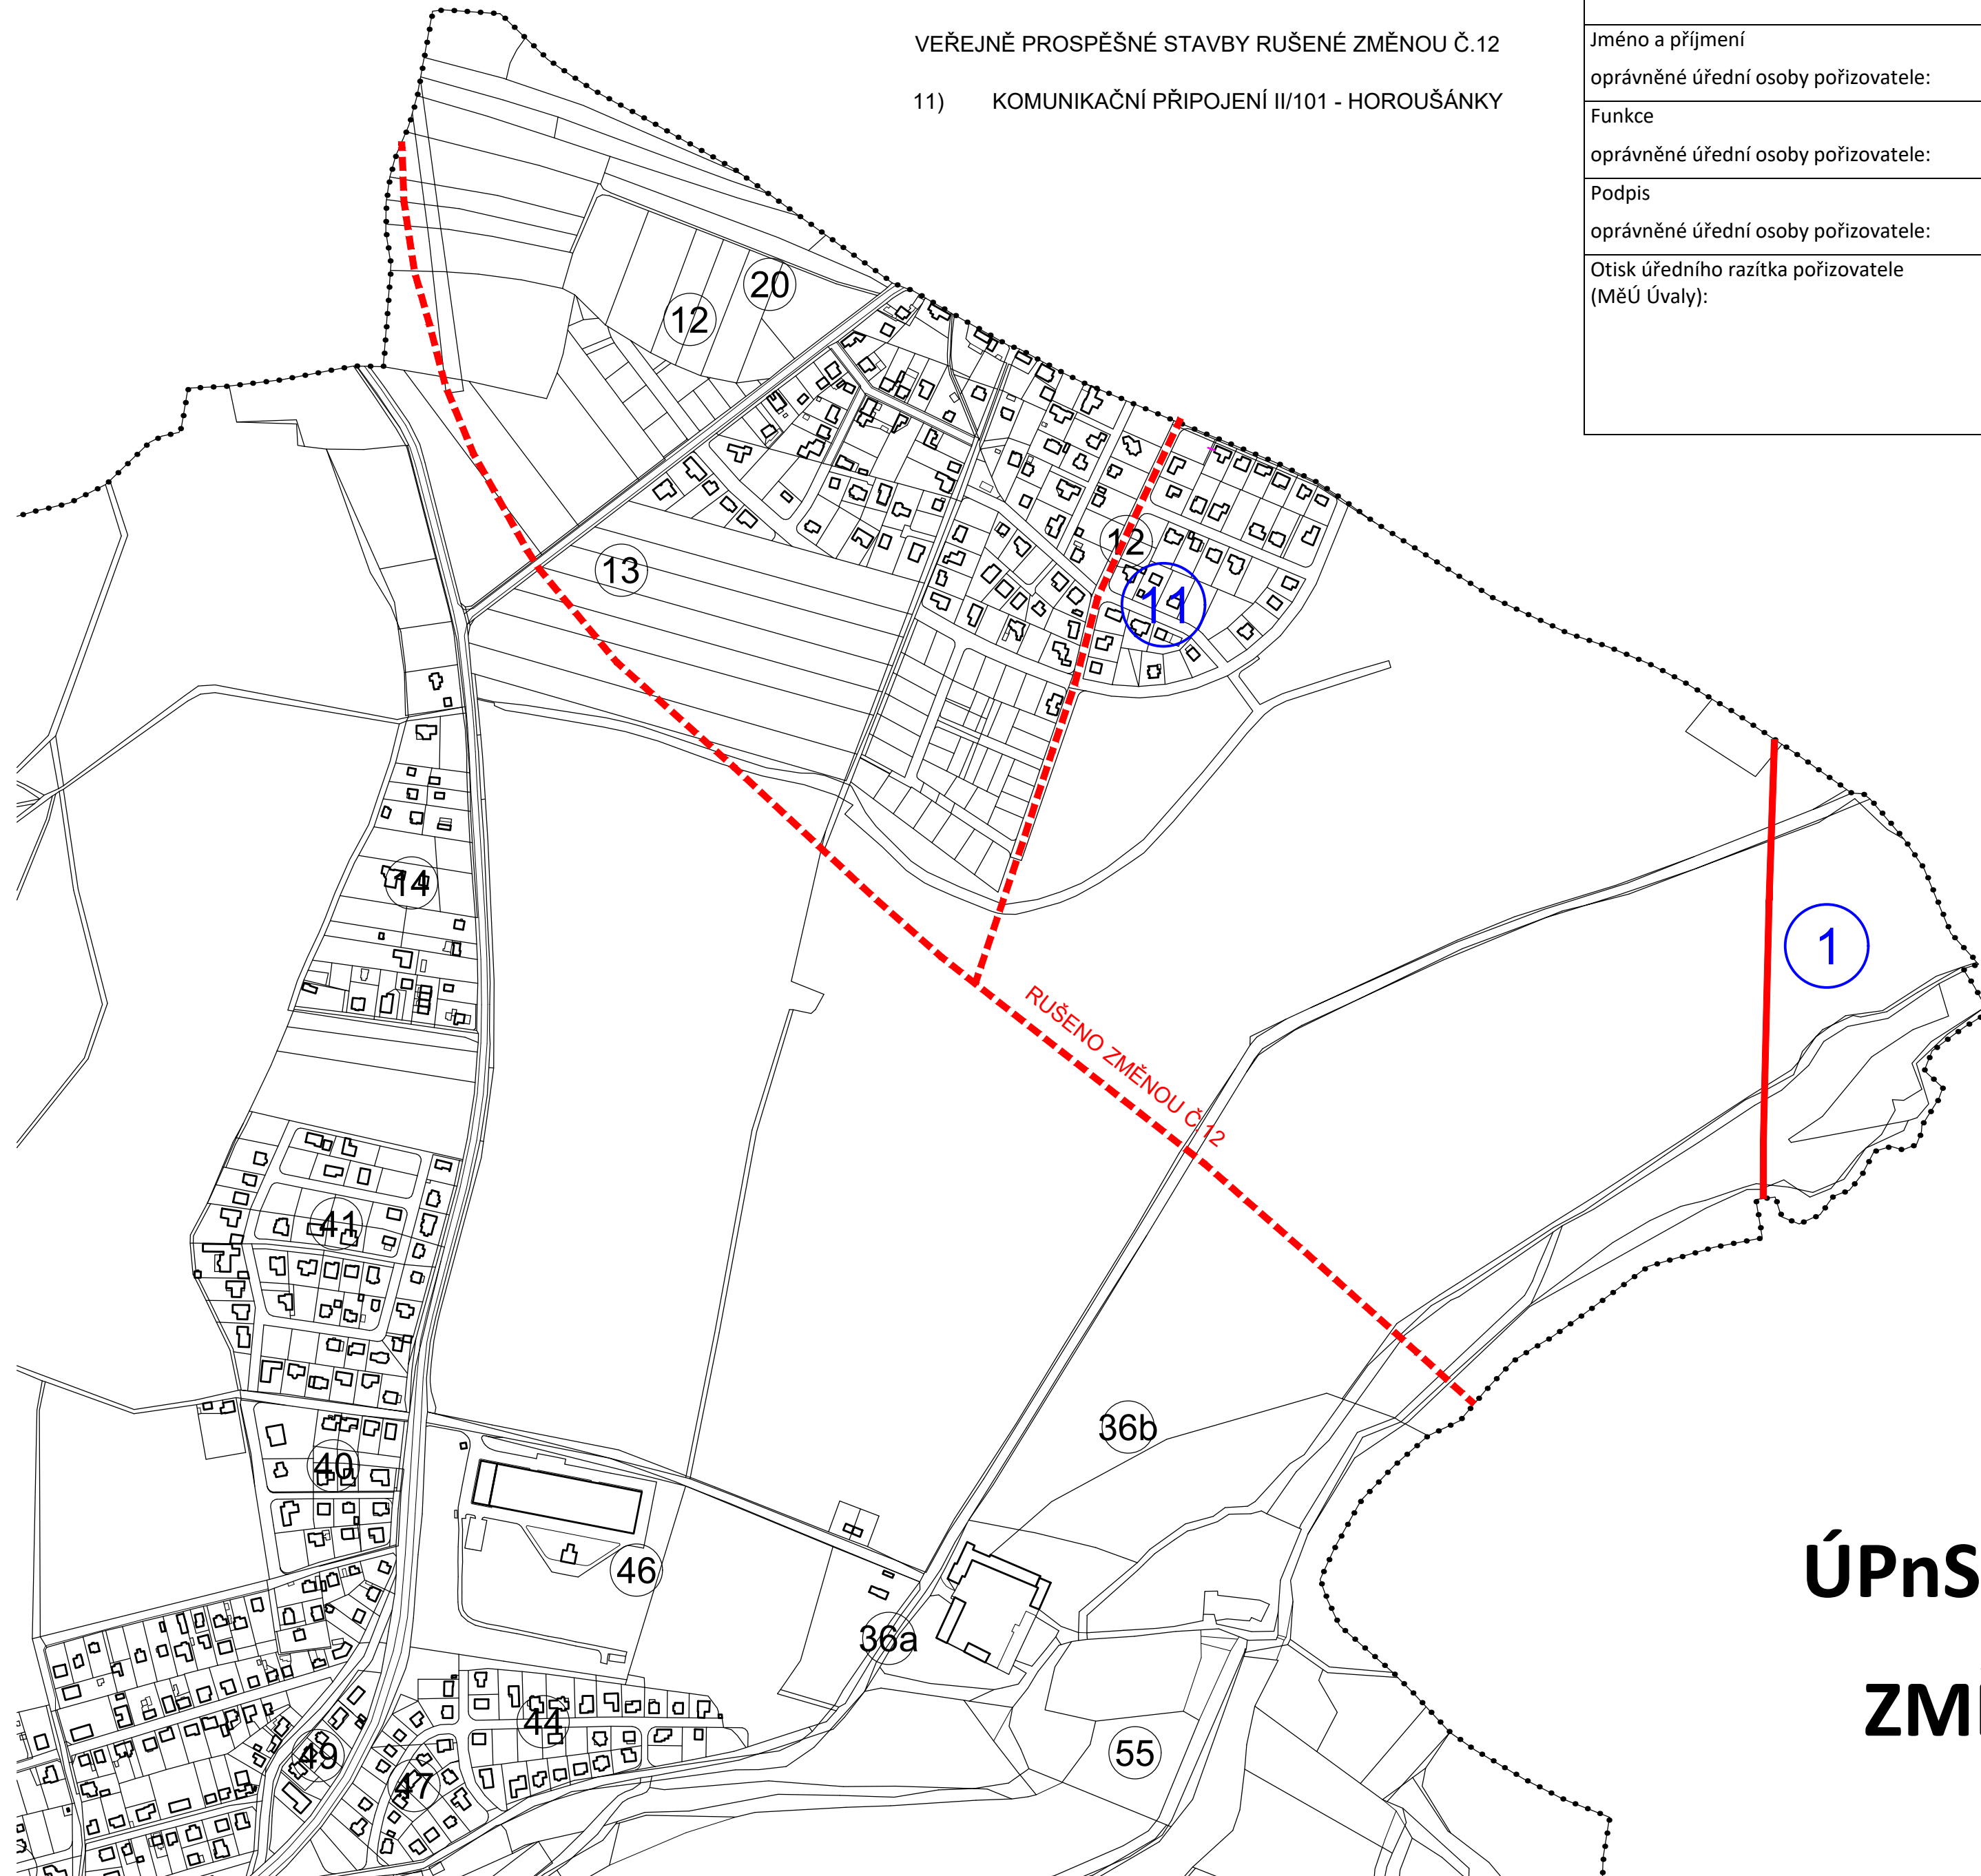 VEŘEJNĚ PROSPĚŠNÉ STAVBY RUŠENÉ ZMĚNOU Č.12
11) KOMUNIKAČNÍ PŘIPOJENÍ II/101 - HOROUŠÁNKY
Jméno a příjmení
oprávněné úřední osoby pořizovatele:
Funkce
oprávněné úřední osoby pořizovatele:
Podpis
oprávněné úřední osoby pořizovatele:
Otisk úředního razítka pořizovatele
(MěÚ Úvaly):
20
12
13
12
11
14
1
RUŠENO ZMĚNOU Č.12
41
36b
40
46
36a
44
49
47
55
ÚPnS
ZM